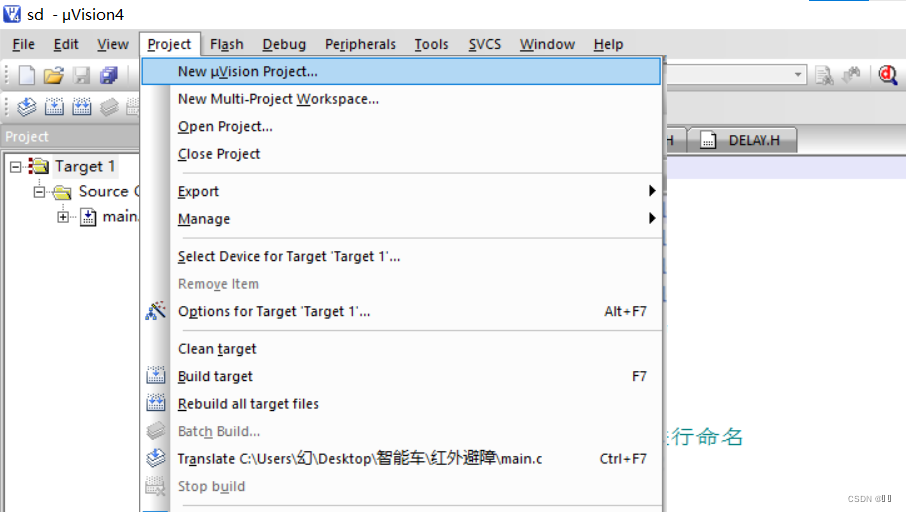 sd - µVision4
File Edit View Project Flash Debug Peripherals Tools SVCS Window Help
New µVision Project...
New Multi-Project Workspace...
Project
Open Project...
H DELAY.H
Close Project
Target 1
Source
Export
main.
Manage
Select Device for Target 'Target 1'...
Remove Item
Options for Target 'Target 1'... Alt+F7
Clean target
Build target F7
Rebuild all target files
Batch Build...
行命名
Translate C:\Users\幻\Desktop\智能车\红外避障\main.c Ctrl+F7
Stop build
CSDN @